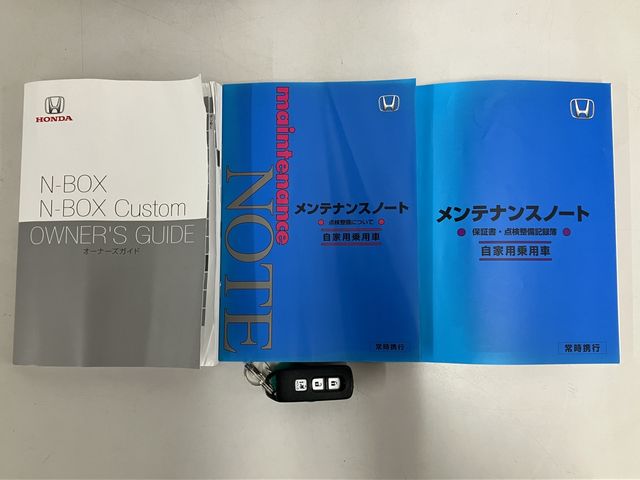 HONDA
N-BOX
N-BOX Custom
OWNER'S GUIDE
オーナーズガイド
maintenance
NOTE
メンテナンスノート
点検整備について
自家用乗用車
常時携行
メンテナンスノート
保証書・点検整備記録簿
自家用乗用車
常時携行